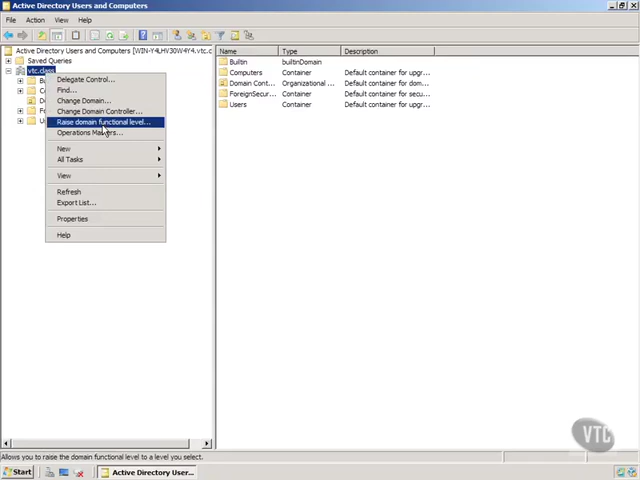 Active Directory Users and Computers
File Action View Help
Active Directory Users and Computers [WIN-Y4LHV30W4Y4.vtc.c
Saved Queries
vtc.class
Delegate Control...
Find...
Change Domain...
Change Domain Controller...
Raise domain functional level...
Operations Masters...
New
All Tasks
View
Refresh
Export List...
Properties
Help
Name Type Description
Builtin builtinDomain
Computers Container Default container for upgr...
Domain Cont... Organizational ... Default container for dom...
ForeignSecur... Container Default container for secu...
Users Container Default container for upgr...
Allows you to raise the domain functional level to a level you select.
Start Active Directory User...
VTC